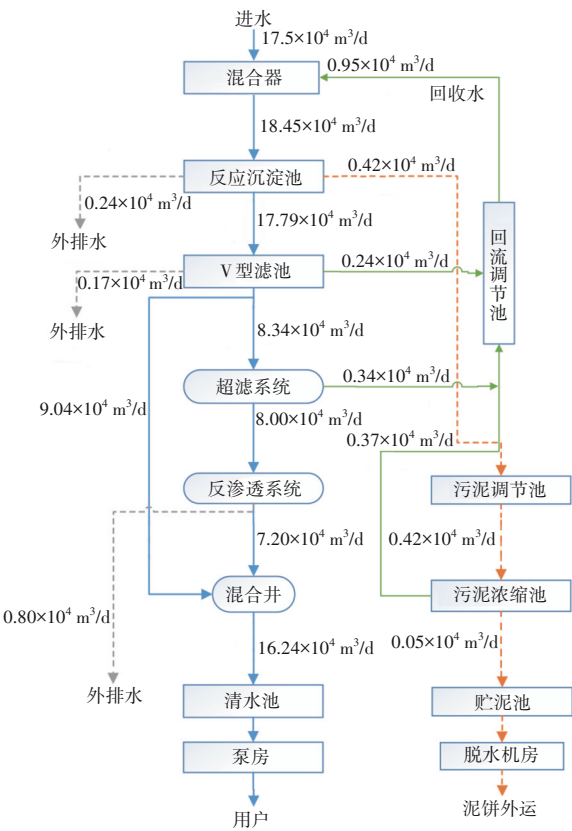 进水
17.5×10⁴ m³/d
混合器
0.95×10⁴ m³/d
回收水
18.45×10⁴ m³/d
反应沉淀池
0.42×10⁴ m³/d
0.24×10⁴ m³/d
外排水
17.79×10⁴ m³/d
V型滤池
0.24×10⁴ m³/d
回流调节池
0.17×10⁴ m³/d
外排水
8.34×10⁴ m³/d
超滤系统
0.34×10⁴ m³/d
9.04×10⁴ m³/d
8.00×10⁴ m³/d
0.37×10⁴ m³/d
反渗透系统
污泥调节池
7.20×10⁴ m³/d
0.42×10⁴ m³/d
混合井
污泥浓缩池
0.80×10⁴ m³/d
16.24×10⁴ m³/d
0.05×10⁴ m³/d
外排水
清水池
贮泥池
泵房
脱水机房
用户
泥饼外运